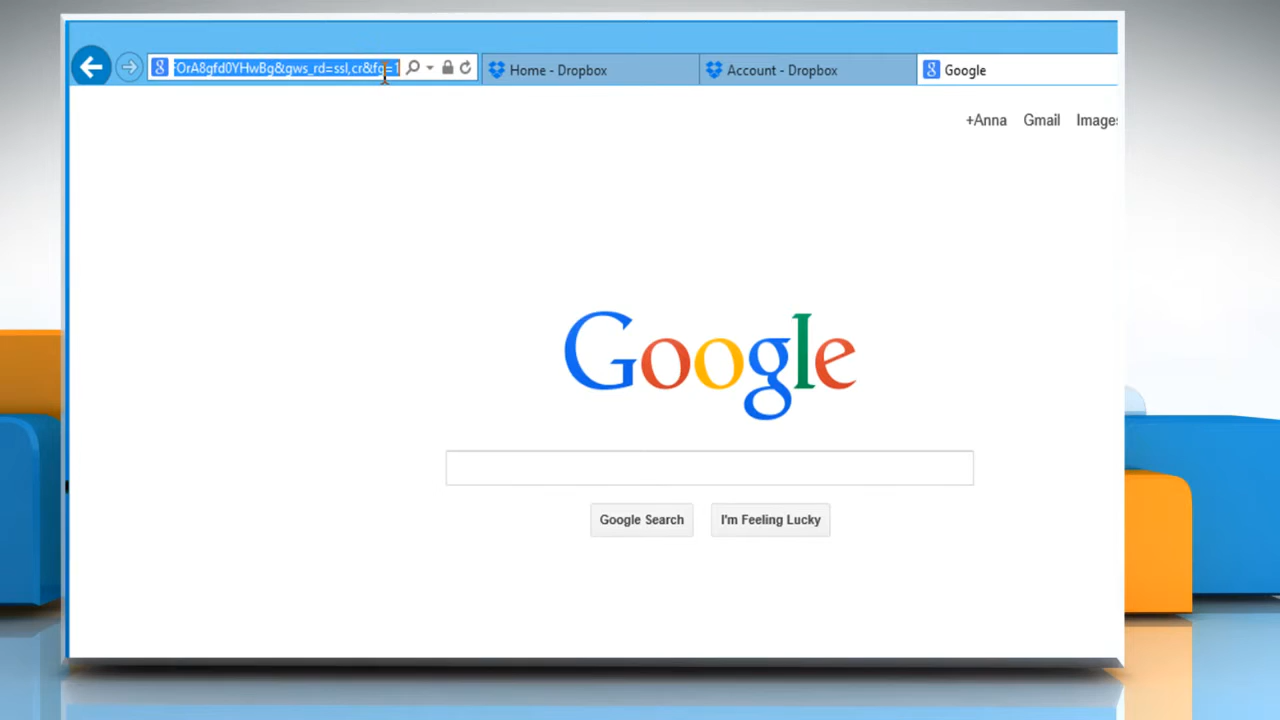 OrA8gfd0YHwBg&gws_rd=ssl,cr&fg=1
Home - Dropbox
Account - Dropbox
Google
+Anna
Gmail
Images
Google
Google Search
I'm Feeling Lucky